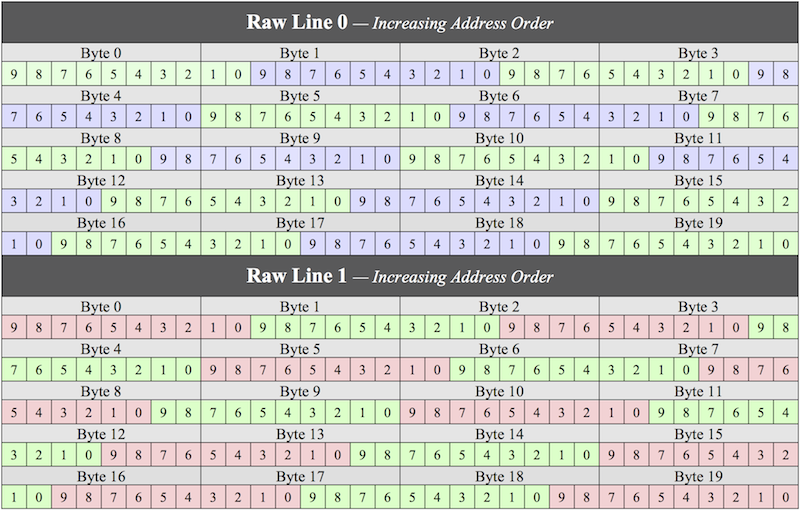 Raw Line 0 — Increasing Address Order
Byte 0 Byte 1 Byte 2 Byte 3
9 8 7 6 5 4 3 2 1 0 9 8 7 6 5 4 3 2 1 0 9 8 7 6 5 4 3 2 1 0 9 8
Byte 4 Byte 5 Byte 6 Byte 7
7 6 5 4 3 2 1 0 9 8 7 6 5 4 3 2 1 0 9 8 7 6 5 4 3 2 1 0 9 8 7 6
Byte 8 Byte 9 Byte 10 Byte 11
5 4 3 2 1 0 9 8 7 6 5 4 3 2 1 0 9 8 7 6 5 4 3 2 1 0 9 8 7 6 5 4
Byte 12 Byte 13 Byte 14 Byte 15
3 2 1 0 9 8 7 6 5 4 3 2 1 0 9 8 7 6 5 4 3 2 1 0 9 8 7 6 5 4 3 2
Byte 16 Byte 17 Byte 18 Byte 19
1 0 9 8 7 6 5 4 3 2 1 0 9 8 7 6 5 4 3 2 1 0 9 8 7 6 5 4 3 2 1 0
Raw Line 1 — Increasing Address Order
Byte 0 Byte 1 Byte 2 Byte 3
9 8 7 6 5 4 3 2 1 0 9 8 7 6 5 4 3 2 1 0 9 8 7 6 5 4 3 2 1 0 9 8
Byte 4 Byte 5 Byte 6 Byte 7
7 6 5 4 3 2 1 0 9 8 7 6 5 4 3 2 1 0 9 8 7 6 5 4 3 2 1 0 9 8 7 6
Byte 8 Byte 9 Byte 10 Byte 11
5 4 3 2 1 0 9 8 7 6 5 4 3 2 1 0 9 8 7 6 5 4 3 2 1 0 9 8 7 6 5 4
Byte 12 Byte 13 Byte 14 Byte 15
3 2 1 0 9 8 7 6 5 4 3 2 1 0 9 8 7 6 5 4 3 2 1 0 9 8 7 6 5 4 3 2
Byte 16 Byte 17 Byte 18 Byte 19
1 0 9 8 7 6 5 4 3 2 1 0 9 8 7 6 5 4 3 2 1 0 9 8 7 6 5 4 3 2 1 0